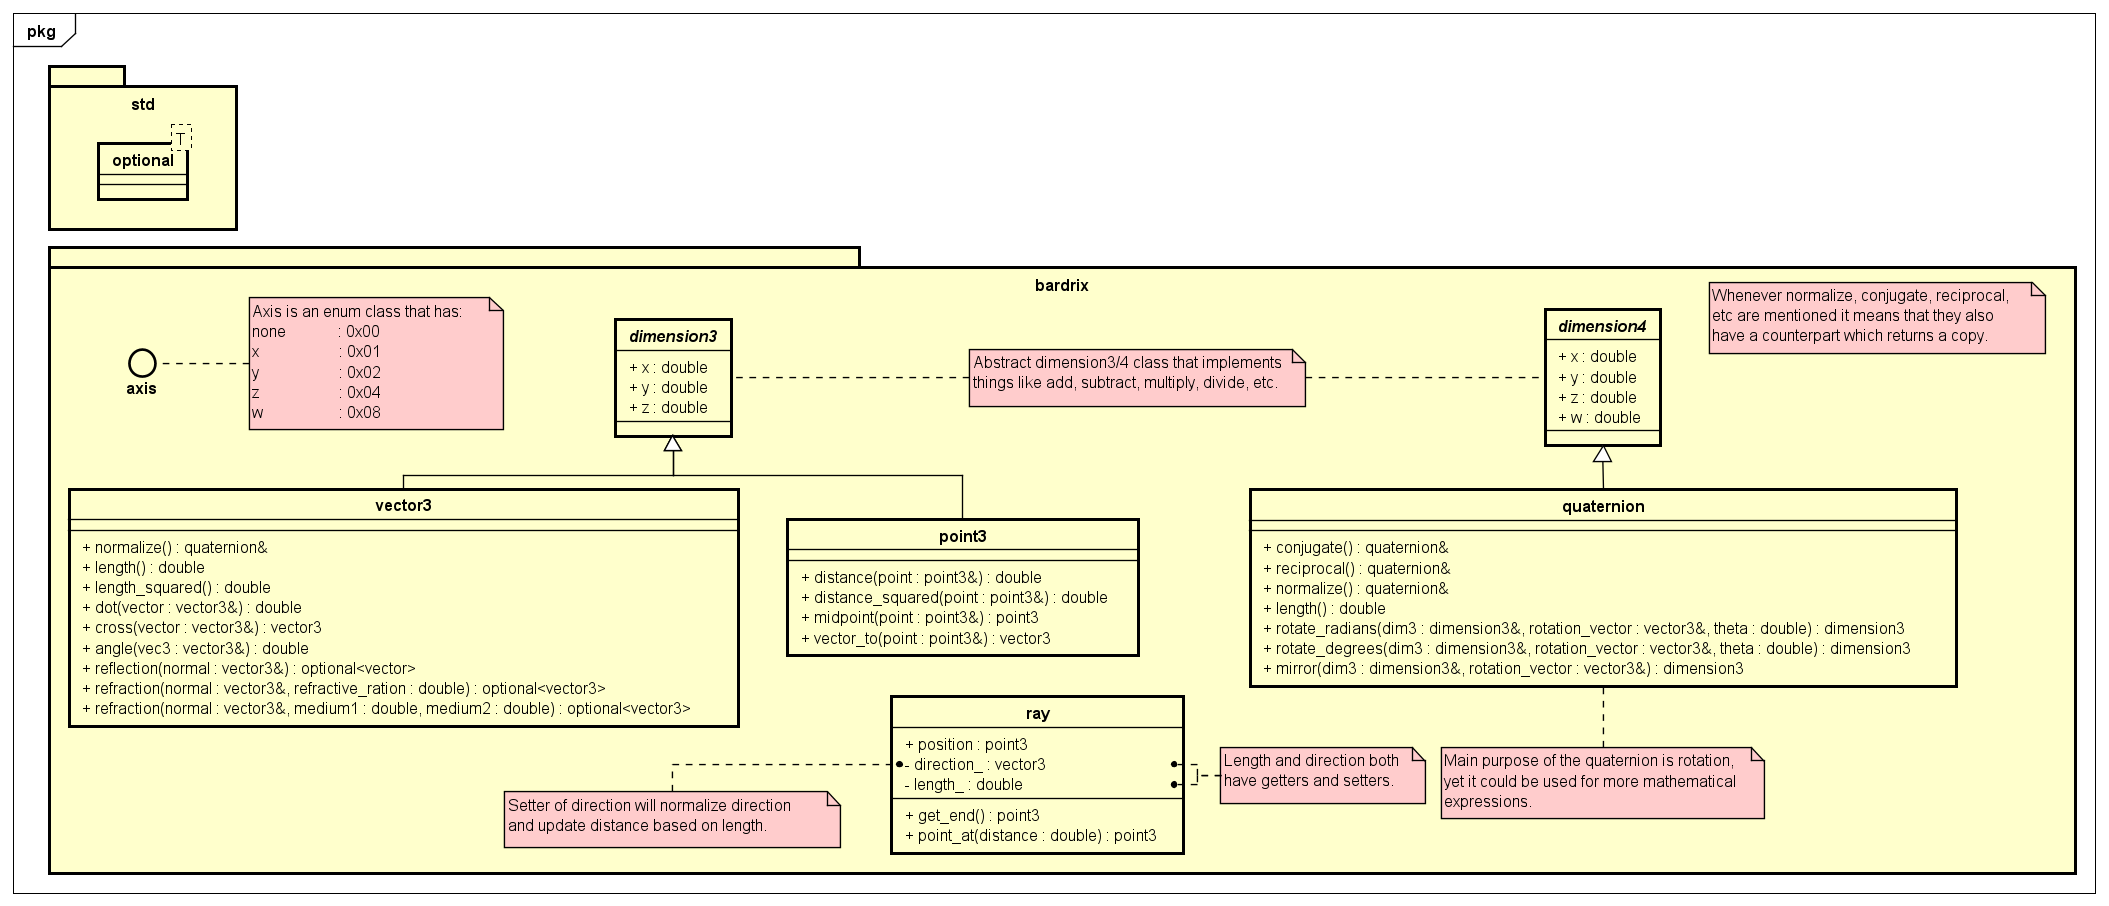 pkg
std
T
optional
bardrix
Axis is an enum class that has:
none : 0x00
x : 0x01
y : 0x02
z : 0x04
w : 0x08
axis
dimension3
+ x : double
+ y : double
+ z : double
Abstract dimension3/4 class that implements
things like add, subtract, multiply, divide, etc.
dimension4
+ x : double
+ y : double
+ z : double
+ w : double
Whenever normalize, conjugate, reciprocal,
etc are mentioned it means that they also
have a counterpart which returns a copy.
vector3
+ normalize() : quaternion&
+ length() : double
+ length_squared() : double
+ dot(vector : vector3&) : double
+ cross(vector : vector3&) : vector3
+ angle(vec3 : vector3&) : double
+ reflection(normal : vector3&) : optional<vector>
+ refraction(normal : vector3&, refractive_ration : double) : optional<vector3>
+ refraction(normal : vector3&, medium1 : double, medium2 : double) : optional<vector3>
point3
+ distance(point : point3&) : double
+ distance_squared(point : point3&) : double
+ midpoint(point : point3&) : point3
+ vector_to(point : point3&) : vector3
quaternion
+ conjugate() : quaternion&
+ reciprocal() : quaternion&
+ normalize() : quaternion&
+ length() : double
+ rotate_radians(dim3 : dimension3&, rotation_vector : vector3&, theta : double) : dimension3
+ rotate_degrees(dim3 : dimension3&, rotation_vector : vector3&, theta : double) : dimension3
+ mirror(dim3 : dimension3&, rotation_vector : vector3&) : dimension3
ray
+ position : point3
- direction_ : vector3
- length_ : double
+ get_end() : point3
+ point_at(distance : double) : point3
Setter of direction will normalize direction
and update distance based on length.
Length and direction both
have getters and setters.
Main purpose of the quaternion is rotation,
yet it could be used for more mathematical
expressions.